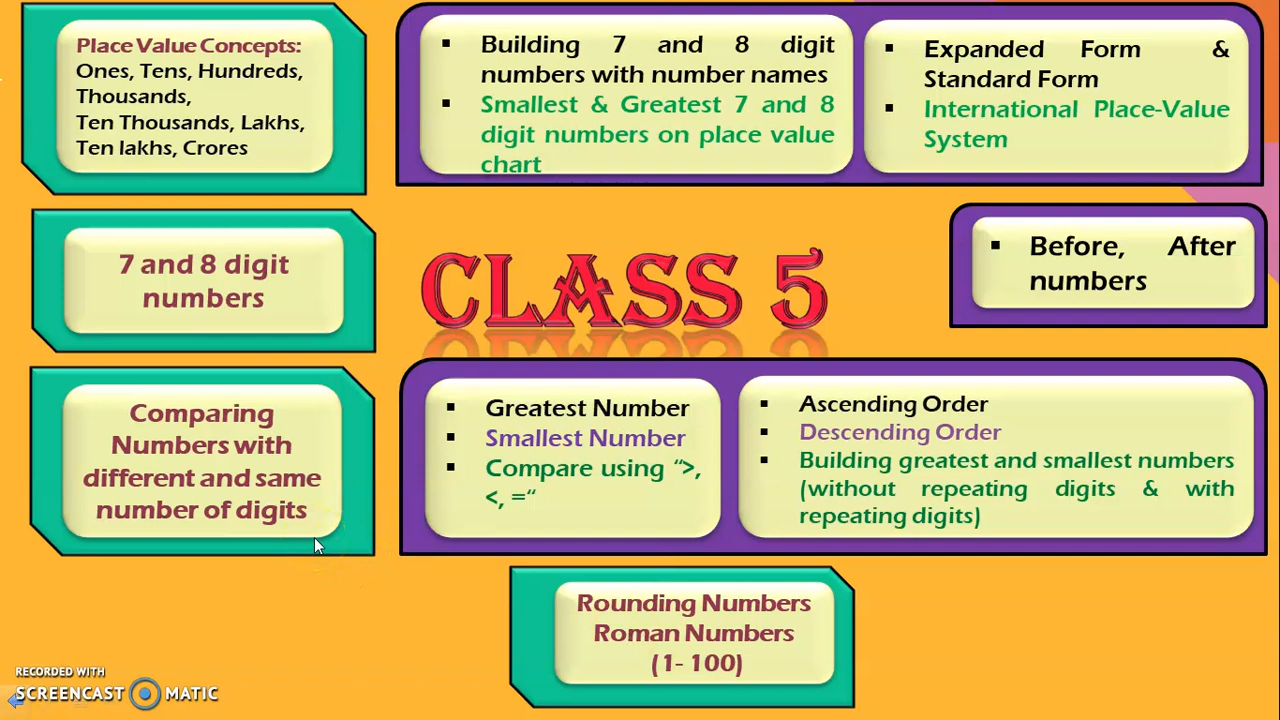 Place Value Concepts:
Ones, Tens, Hundreds,
Thousands,
Ten Thousands, Lakhs,
Ten lakhs, Crores
▪ Building 7 and 8 digit
numbers with number names
▪ Smallest & Greatest 7 and 8
digit numbers on place value
chart
▪ Expanded Form &
Standard Form
▪ International Place-Value
System
7 and 8 digit
numbers
CLASS 5
▪ Before, After
numbers
Comparing
Numbers with
different and same
number of digits
▪ Greatest Number
▪ Smallest Number
▪ Compare using “>,
<, =“
▪ Ascending Order
▪ Descending Order
▪ Building greatest and smallest numbers
(without repeating digits & with
repeating digits)
Rounding Numbers
Roman Numbers
(1- 100)
RECORDED WITH
SCREENCAST MATIC